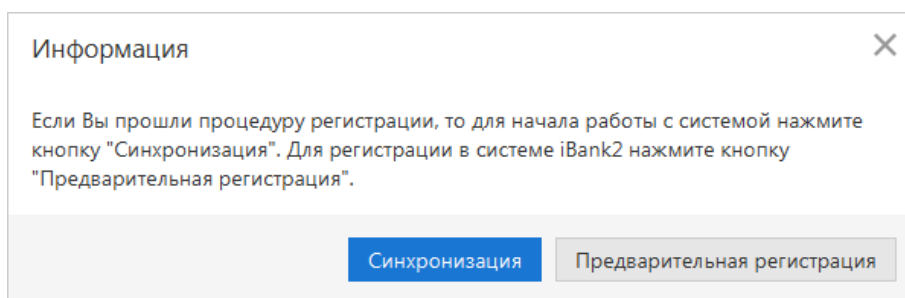 Информация
Если Вы прошли процедуру регистрации, то для начала работы с системой нажмите
кнопку "Синхронизация". Для регистрации в системе iBank2 нажмите кнопку
"Предварительная регистрация".
Синхронизация
Предварительная регистрация